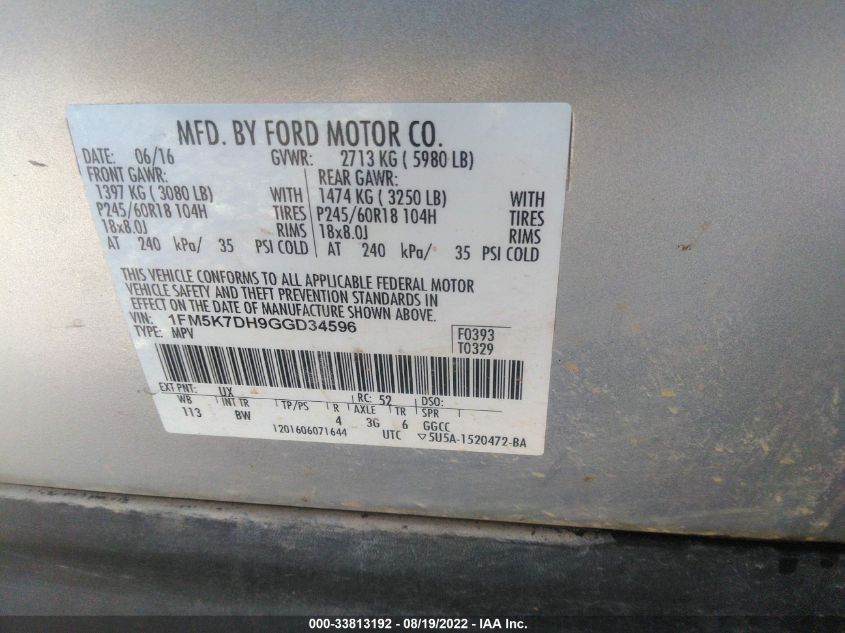 MFD. BY FORD MOTOR CO.
DATE: 06/16 GVWR: 2713 KG ( 5980 LB)
FRONT GAWR: REAR GAWR:
1397 KG ( 3080 LB) WITH 1474 KG ( 3250 LB) WITH
P245/60R18 104H TIRES P245/60R18 104H TIRES
18x8.0J RIMS 18x8.0J RIMS
AT 240 kPa/ 35 PSI COLD AT 240 kPa/ 35 PSI COLD
THIS VEHICLE CONFORMS TO ALL APPLICABLE FEDERAL MOTOR
VEHICLE SAFETY AND THEFT PREVENTION STANDARDS IN
EFFECT ON THE DATE OF MANUFACTURE SHOWN ABOVE.
VIN: 1FM5K7DH9GGD34596 F0393
TYPE: MPV T0329
EXT PNT: UX RC: 52 DSO:
WB INT TR TP/PS R AXLE TR SPR
113 BW 4 3G 6 GGCC
1201606071644 UTC ▽5U5A-1520472-BA
000-33813192 - 08/19/2022 - IAA Inc.